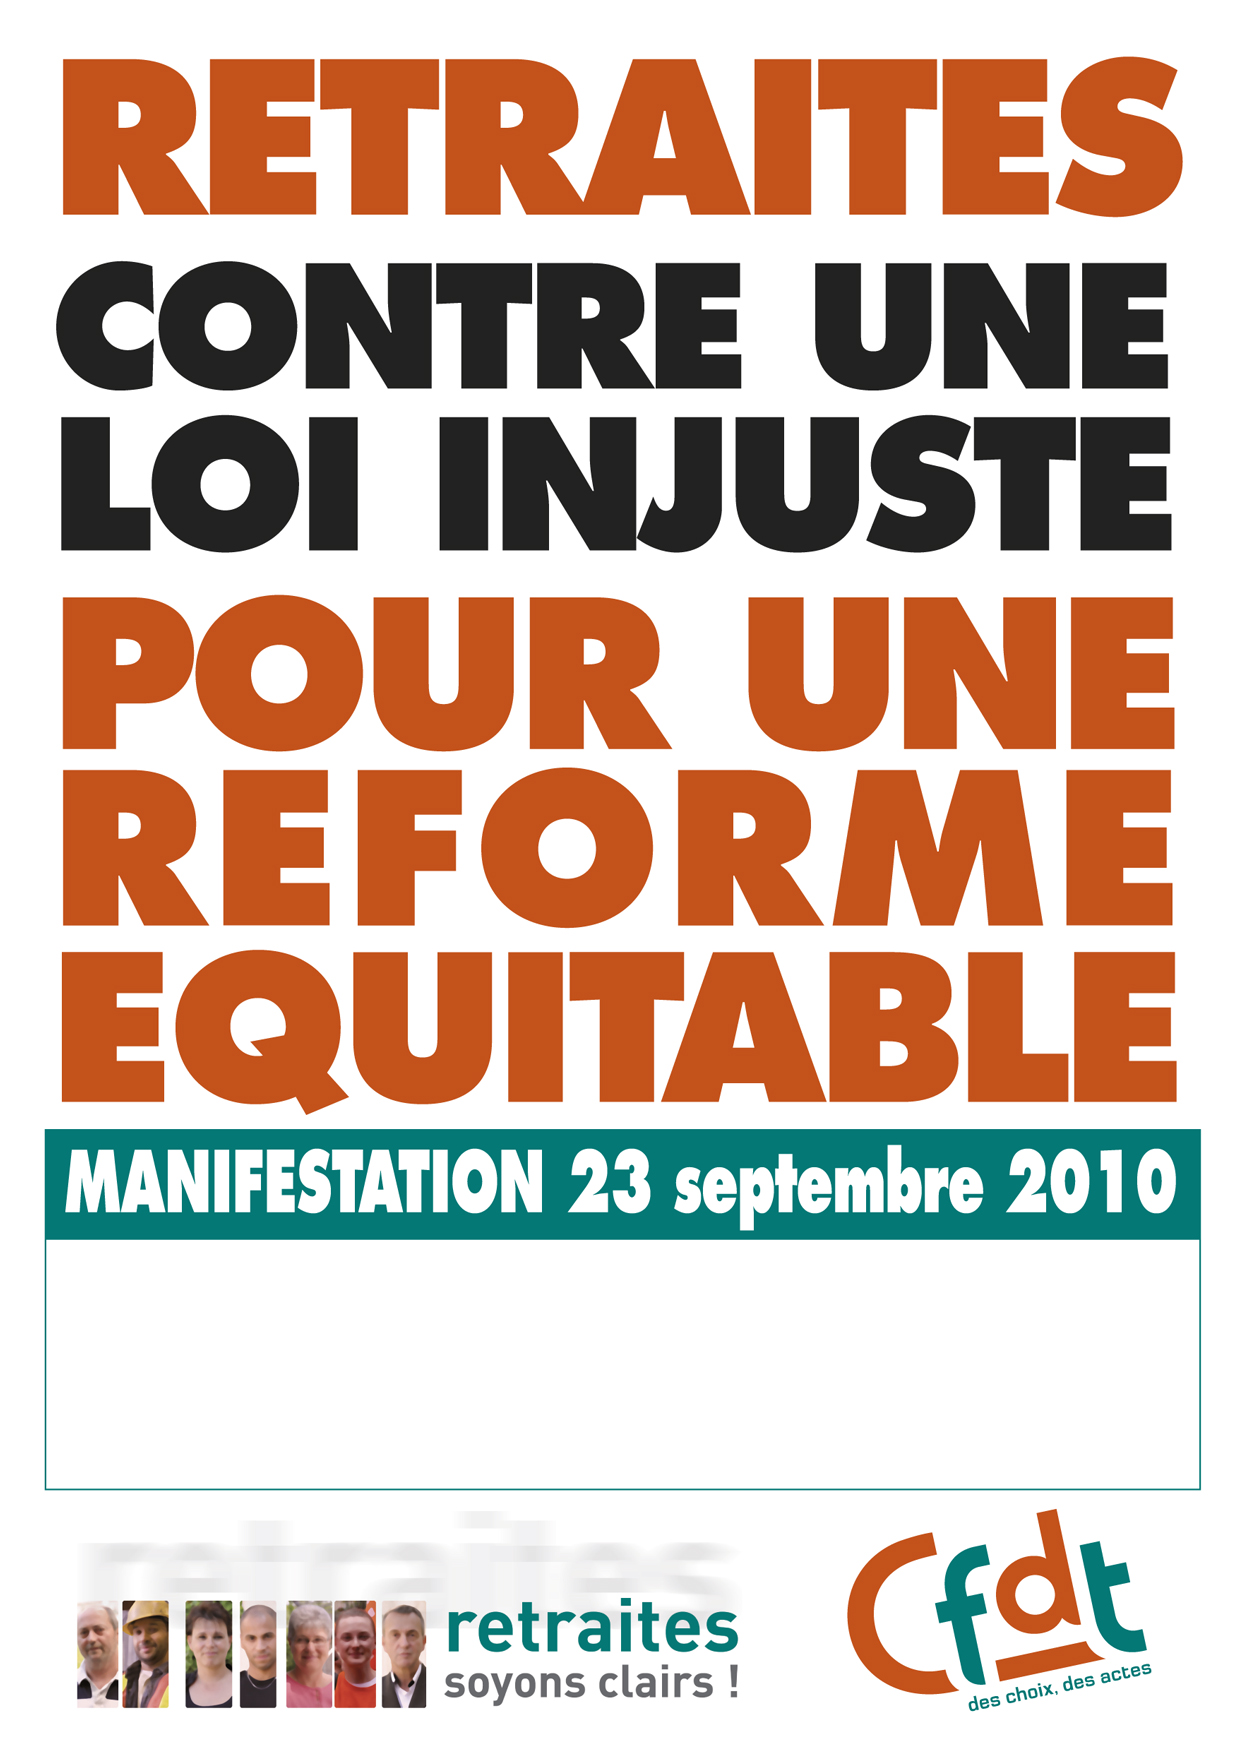 RETRAITES
CONTRE UNE
LOI INJUSTE
POUR UNE
REFORME
EQUITABLE
MANIFESTATION 23 septembre 2010
retraites
retraites
soyons clairs !
Cfdt
des choix, des actes